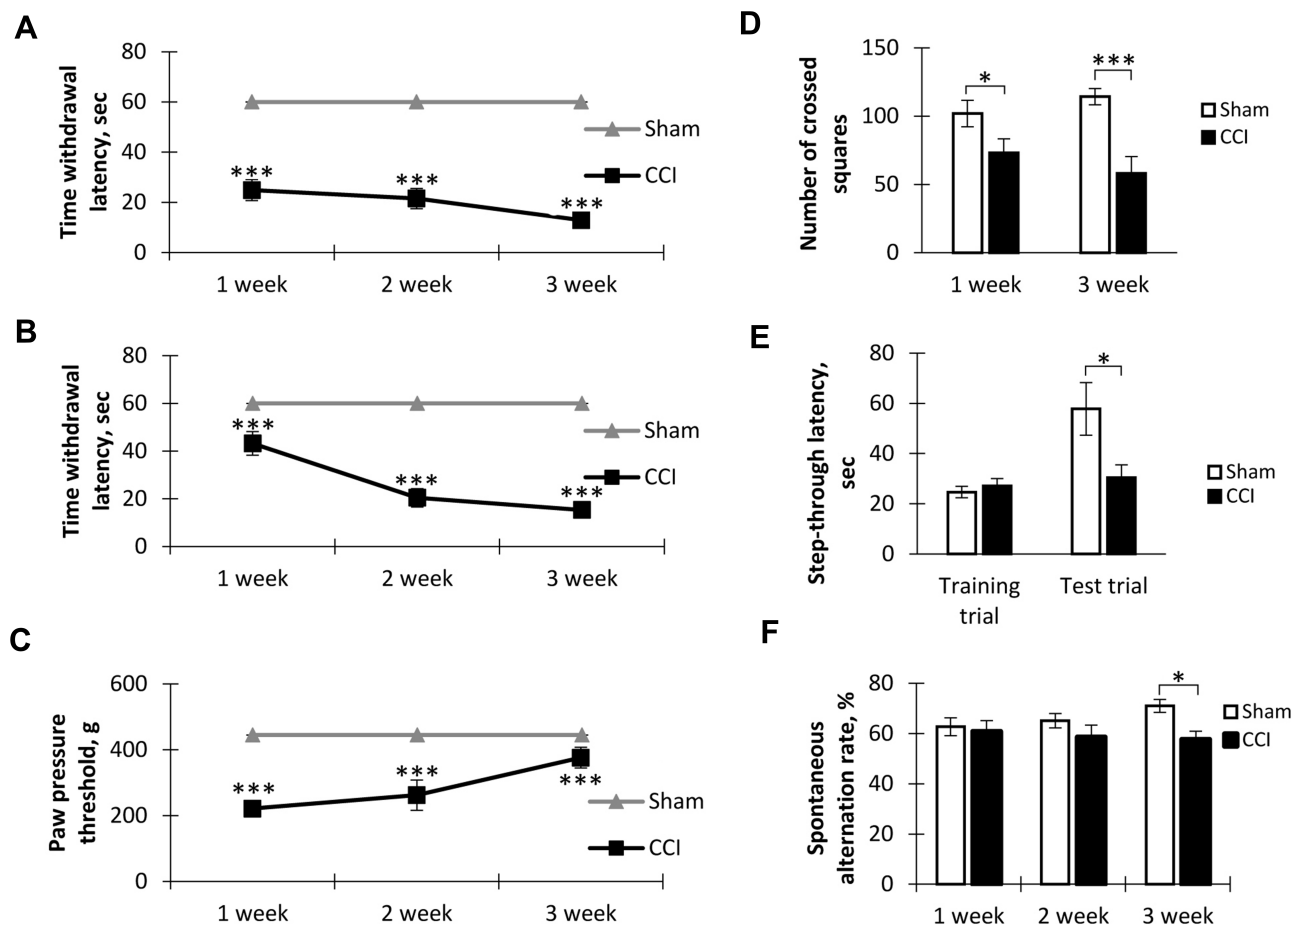 A
Time withdrawal
latency, sec
80
60
40
20
0
***
***
***
Sham
CCI
1 week
2 week
3 week
B
Time withdrawal
latency, sec
80
60
40
20
0
***
***
***
Sham
CCI
1 week
2 week
3 week
C
Paw pressure
threshold, g
600
400
200
0
***
***
***
Sham
CCI
1 week
2 week
3 week
D
Number of crossed
squares
150
100
50
0
*
***
Sham
CCI
1 week
3 week
E
Step-through latency,
sec
80
60
40
20
0
*
Sham
CCI
Training
trial
Test trial
F
Spontaneous
alternation rate, %
80
60
40
20
0
*
Sham
CCI
1 week
2 week
3 week